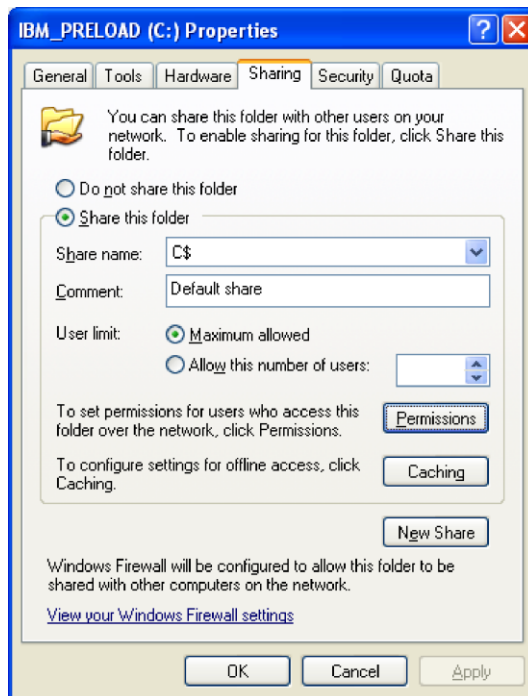 IBM_PRELOAD (C:) Properties
General Tools Hardware Sharing Security Quota
You can share this folder with other users on your
network. To enable sharing for this folder, click Share this
folder.
Do not share this folder
Share this folder
Share name: C$
Comment: Default share
User limit: Maximum allowed
Allow this number of users:
To set permissions for users who access this
folder over the network, click Permissions.
Permissions
To configure settings for offline access, click
Caching.
Caching
New Share
Windows Firewall will be configured to allow this folder to be
shared with other computers on the network.
View your Windows Firewall settings
OK Cancel Apply